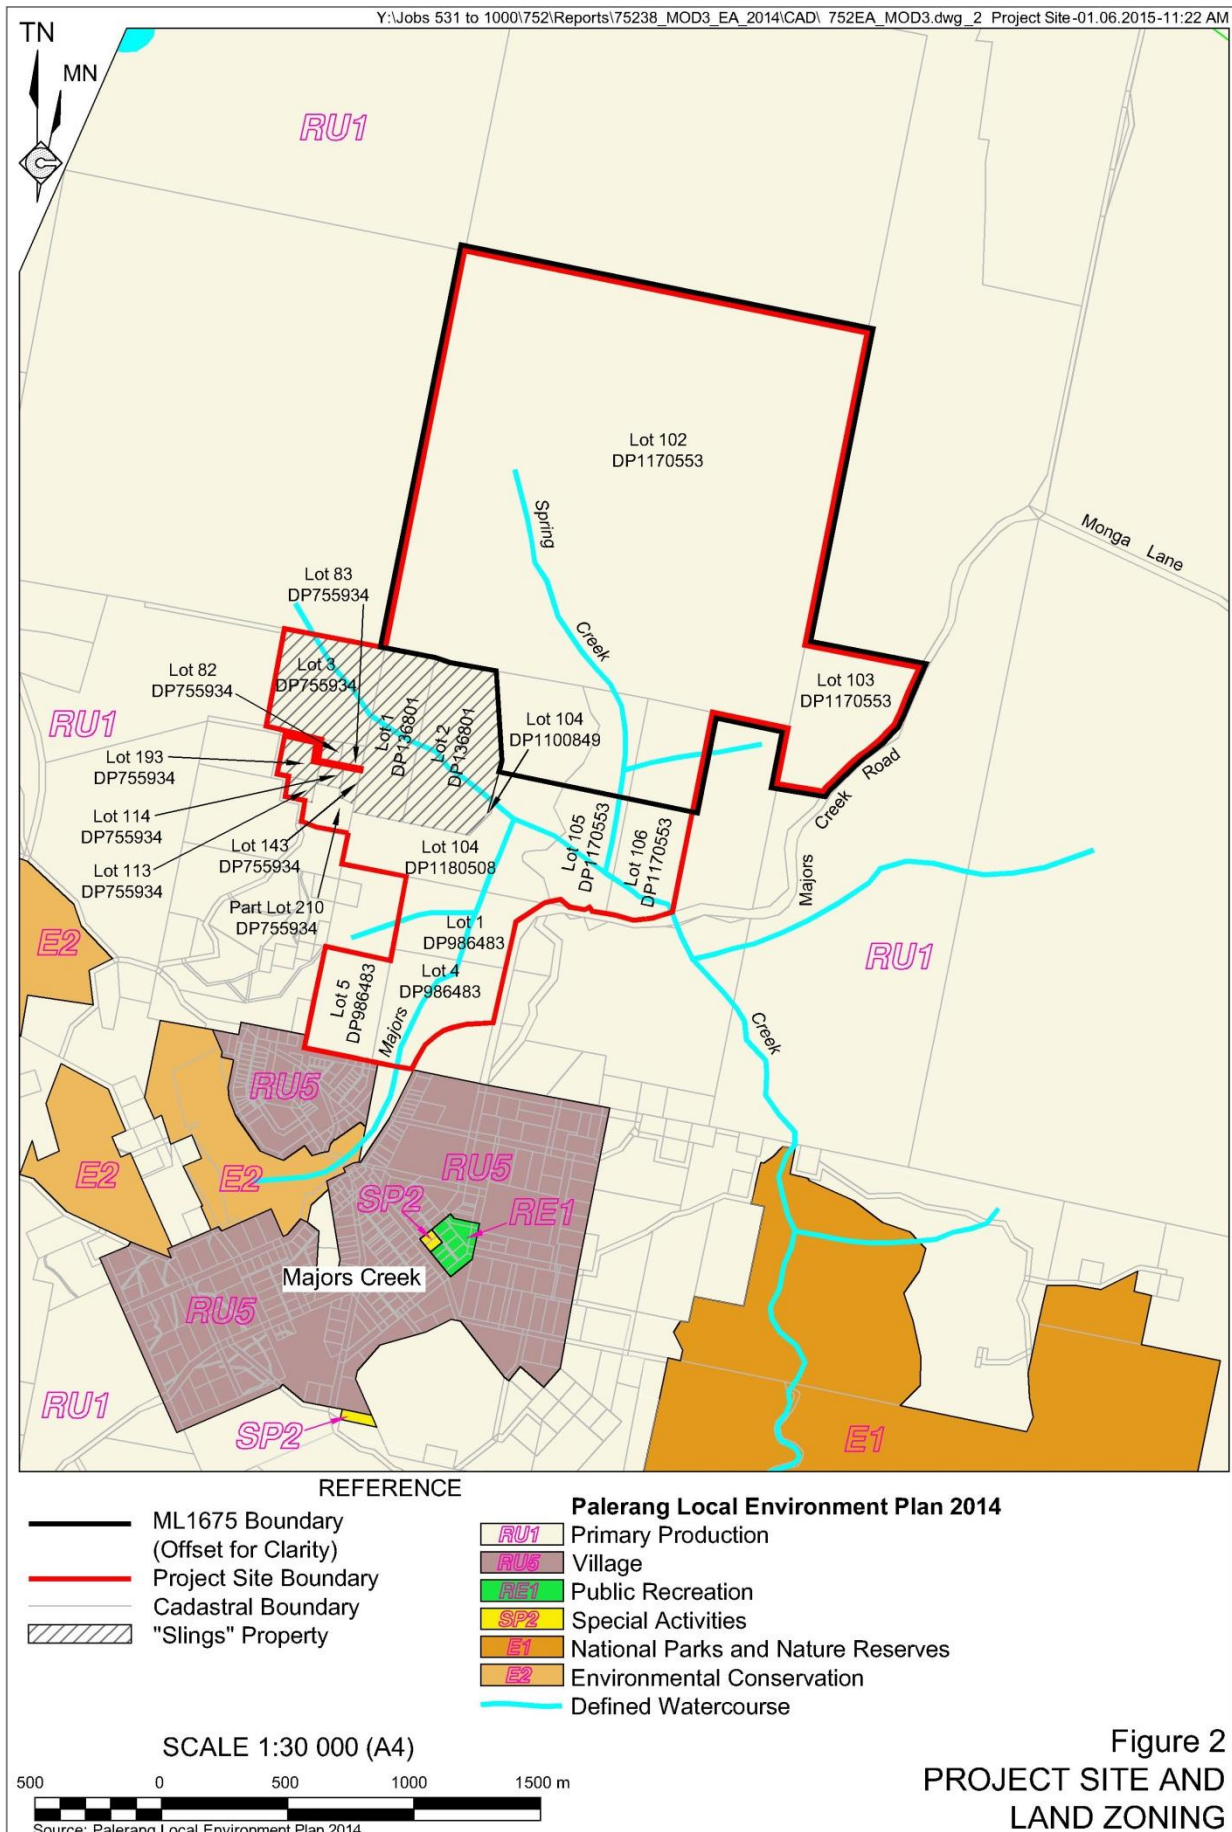 Y:\Jobs 531 to 1000\752\Reports\75238_MOD3_EA_2014\CAD\ 752EA_MOD3.dwg_2 Project Site-01.06.2015-11:22 AM
TN
MN
RU1
Lot 102
DP1170553
Spring
Creek
Monga Lane
Lot 83
DP755934
Lot 82
DP755934
Lot 3
DP755934
Lot 1
DP136801
Lot 2
DP136801
Lot 104
DP1100849
Lot 103
DP1170553
RU1
Lot 193
DP755934
Lot 114
DP755934
Lot 113
DP755934
Lot 143
DP755934
Part Lot 210
DP755934
Lot 104
DP1180508
Lot 105
DP1170553
Lot 106
DP1170553
Majors
Creek
Road
Lot 1
DP986483
Lot 4
DP986483
Lot 5
DP986483
Majors
Creek
RU1
E2
RU5
E2
E2
RU5
SP2
RE1
Majors Creek
RU5
RU1
SP2
E1
REFERENCE
ML1675 Boundary
(Offset for Clarity)
Project Site Boundary
Cadastral Boundary
"Slings" Property
Palerang Local Environment Plan 2014
RU1 Primary Production
RU5 Village
RE1 Public Recreation
SP2 Special Activities
E1 National Parks and Nature Reserves
E2 Environmental Conservation
Defined Watercourse
SCALE 1:30 000 (A4)
500 0 500 1000 1500 m
Source: Palerang Local Environment Plan 2014
Figure 2
PROJECT SITE AND
LAND ZONING